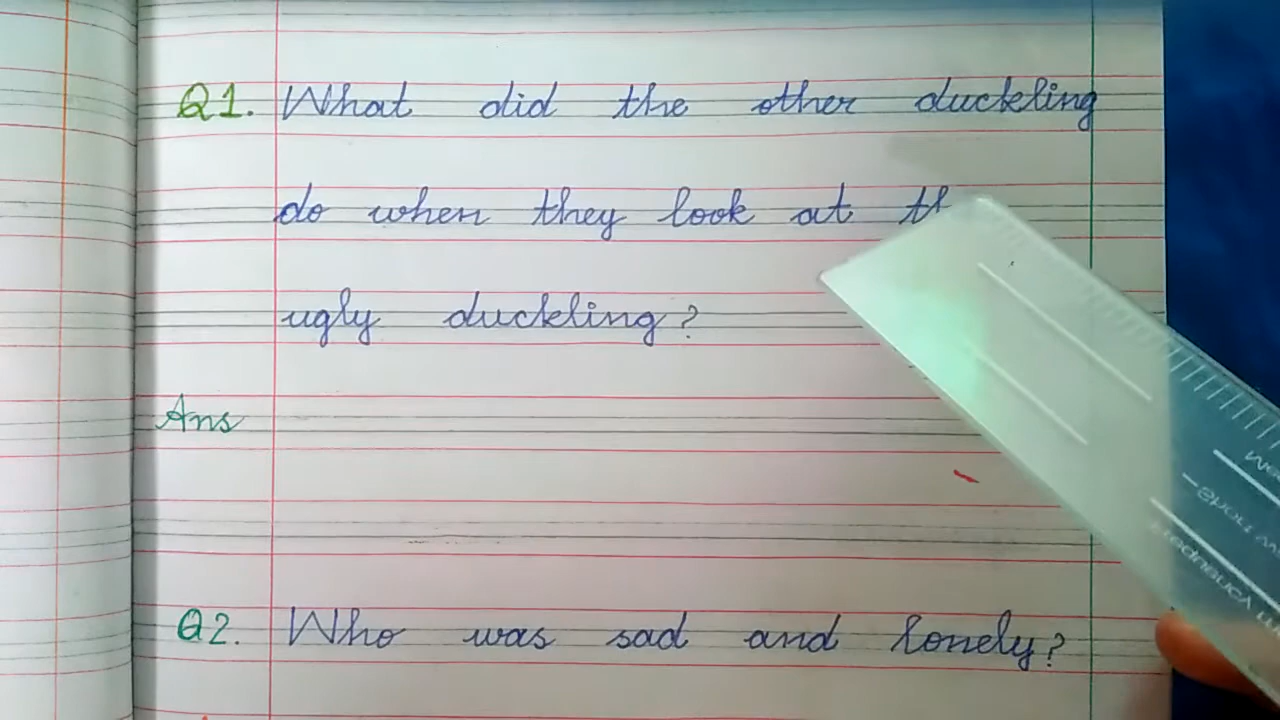 Q1. What did the other duckling
do when they look at th
ugly duckling?
Ans
Q2. Who was sad and lonely?